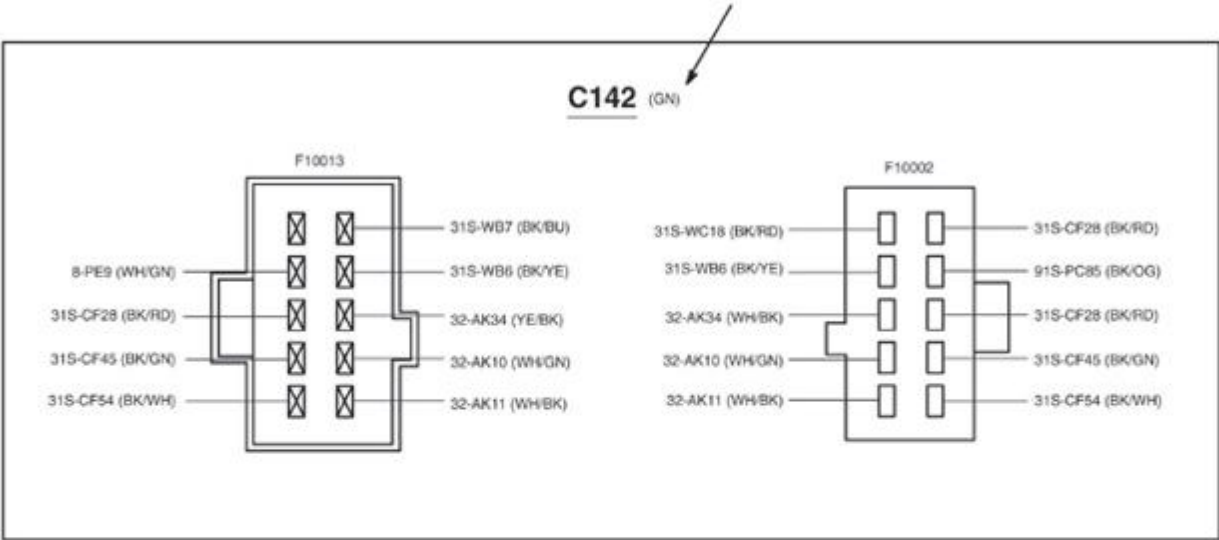 C142 (GN)
F10013
31S-WB7 (BK/BU)
8-PE9 (WH/GN)
31S-WB6 (BK/YE)
31S-CF28 (BK/RD)
32-AK34 (YE/BK)
31S-CF45 (BK/GN)
32-AK10 (WH/GN)
31S-CF54 (BK/WH)
32-AK11 (WH/BK)
F10002
31S-WC18 (BK/RD)
31S-CF28 (BK/RD)
31S-WB6 (BK/YE)
91S-PC85 (BK/OG)
32-AK34 (WH/BK)
31S-CF28 (BK/RD)
32-AK10 (WH/GN)
31S-CF45 (BK/GN)
32-AK11 (WH/BK)
31S-CF54 (BK/WH)